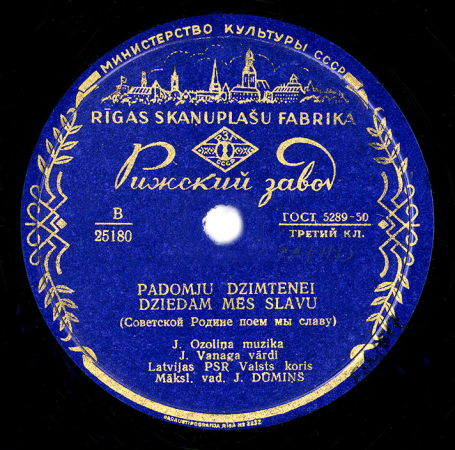 МИНИСТЕРСТВО КУЛЬТУРЫ СССР
RĪGAS SKAŅUPLAŠU FABRIKA
СССР
Рижский завод
B
25180
ГОСТ 5289-50
ТРЕТИЙ КЛ.
PADOMJU DZIMTENEI
DZIEDAM MĒS SLAVU
(Советской Родине поем мы славу)
J. Ozoliņa muzika
J. Vanaga vārdi
Latvijas PSR Valsts koris
Māksl. vad. J. DŪMIŅŠ